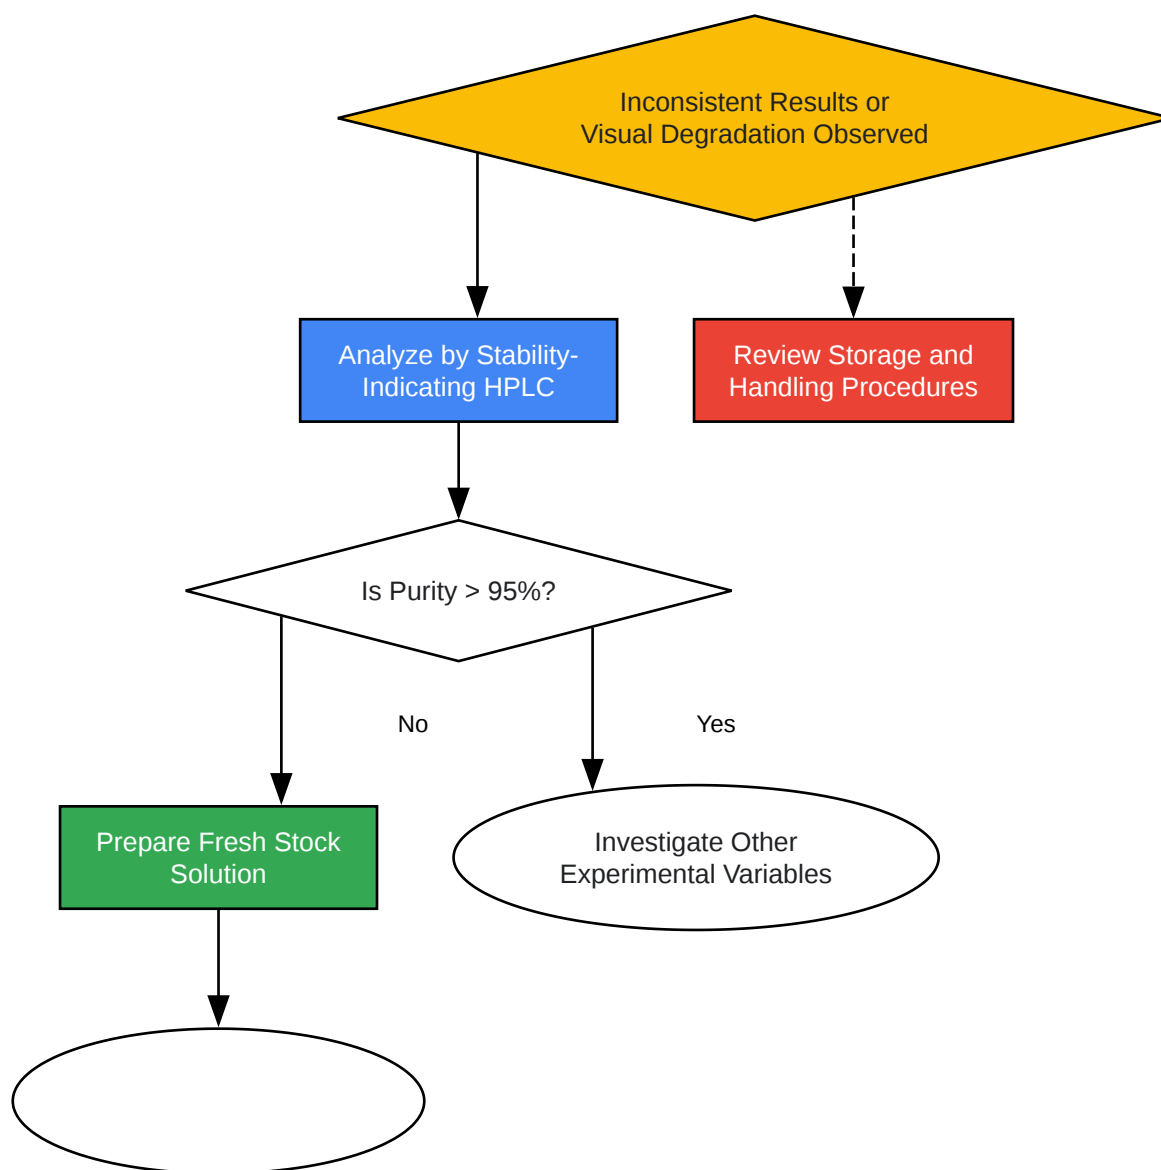 Inconsistent Results or
Visual Degradation Observed
Analyze by Stability-
Indicating HPLC
Review Storage and
Handling Procedures
Is Purity > 95%?
No
Yes
Prepare Fresh Stock
Solution
Investigate Other
Experimental Variables